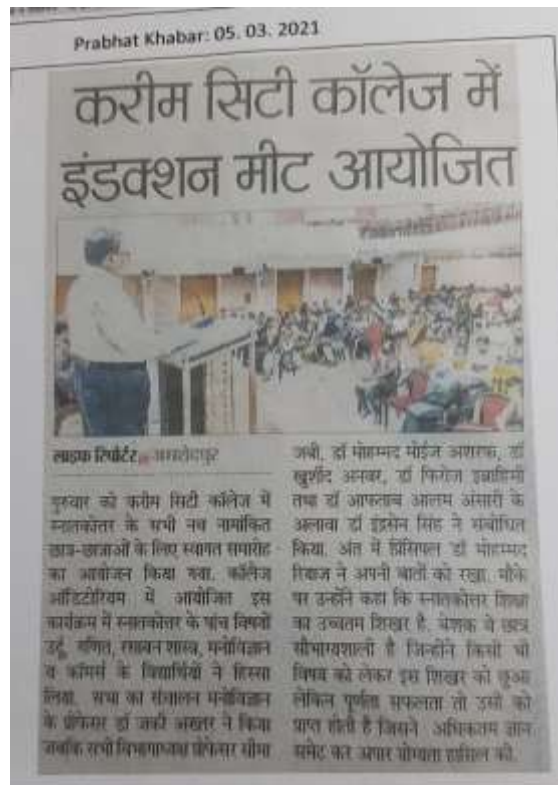 Prabhat Khabar: 05. 03. 2021
करीम सिटी कॉलेज में
इंडक्शन मीट आयोजित
लाइफ रिपोर्टर जमशेदपुर
गुरुवार को करीम सिटी कॉलेज में
स्नातकोत्तर के सभी नव नामांकित
छात्र-छात्राओं के लिए स्वागत समारोह
का आयोजन किया गया. कॉलेज
ऑडिटोरियम में आयोजित इस
कार्यक्रम में स्नातकोत्तर के पांच विषयों
उर्दू, गणित, रसायन शास्त्र, मनोविज्ञान
व कॉमर्स के विद्यार्थियों ने हिस्सा
लिया. सभा का संचालन मनोविज्ञान
के प्रोफेसर डॉ जकी अख्तर ने किया
जबकि सभी विभागाध्यक्ष प्रोफेसर सीमा
जबी, डॉ मोहम्मद मोईज अशरफ, डॉ
खुर्शीद अनवर, डॉ फिरोज इब्राहिमी
तथा डॉ आफताब आलम अंसारी के
अलावा डॉ इंद्रसेन सिंह ने संबोधित
किया. अंत में प्रिंसिपल डॉ मोहम्मद
रियाज ने अपनी बातों को रखा. मौके
पर उन्होंने कहा कि स्नातकोत्तर शिक्षा
का उच्चतम शिखर है. बेशक वे छात्र
सौभाग्यशाली है जिन्होंने किसी भी
विषय को लेकर इस शिखर को छुआ
लेकिन पूर्णता सफलता तो उसी को
प्राप्त होती है जिसने अधिकतम ज्ञान
समेट कर अपार योग्यता हासिल की.